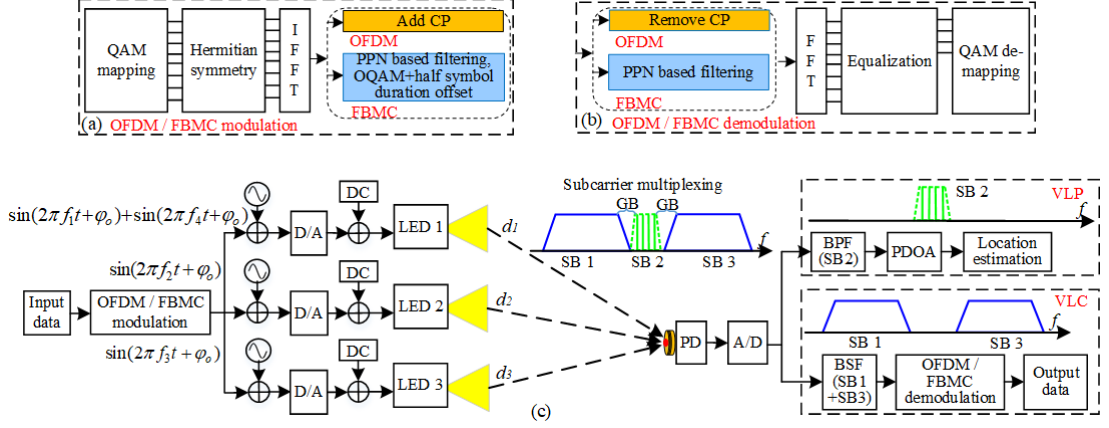 QAM
mapping
Hermitian
symmetry
I
F
F
T
Add CP
OFDM
PPN based filtering,
OQAM+half symbol
duration offset
FBMC
(a)
OFDM / FBMC modulation
Remove CP
OFDM
PPN based filtering
FBMC
F
F
T
Equalization
QAM de-
mapping
(b)
OFDM / FBMC demodulation
sin(2πf₁t+φₒ)+sin(2πf₄t+φₒ)
D/A
DC
LED 1
d₁
sin(2πf₂t+φₒ)
Input
data
OFDM / FBMC
modulation
D/A
DC
LED 2
d₂
sin(2πf₃t+φₒ)
D/A
DC
LED 3
d₃
Subcarrier multiplexing
GB
GB
f
SB 1
SB 2
SB 3
PD
A/D
VLP
SB 2
f
BPF
(SB2)
PDOA
Location
estimation
VLC
f
SB 1
SB 3
BSF
(SB1
+SB3)
OFDM /
FBMC
demodulation
Output
data
(c)